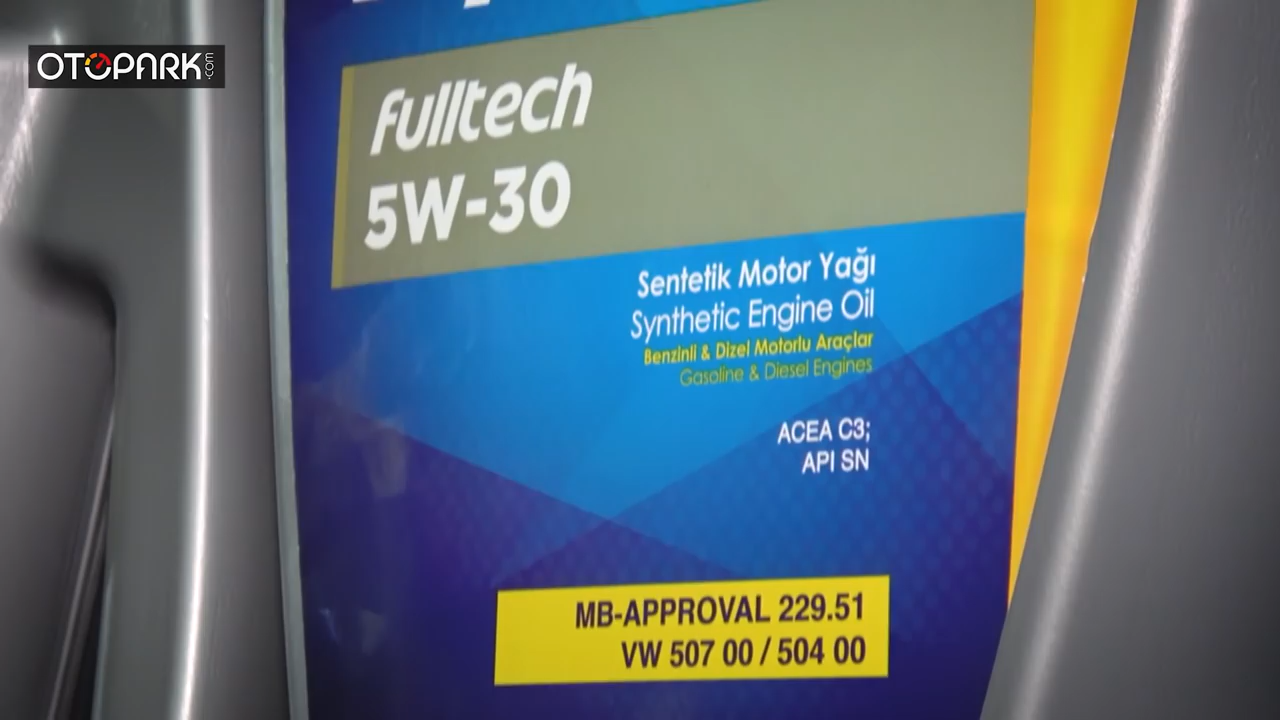 OTOPARK.com
fulltech
5W-30
Sentetik Motor Yağı
Synthetic Engine Oil
Benzinli & Dizel Motorlu Araçlar
Gasoline & Diesel Engines
ACEA C3;
API SN
MB-APPROVAL 229.51
VW 507 00 / 504 00